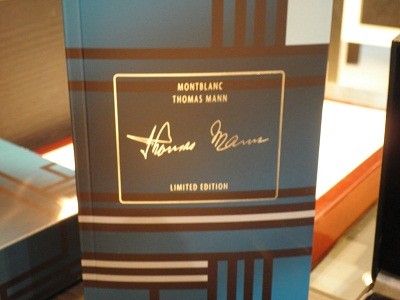 MONTBLANC
THOMAS MANN
Thomas Mann
LIMITED EDITION